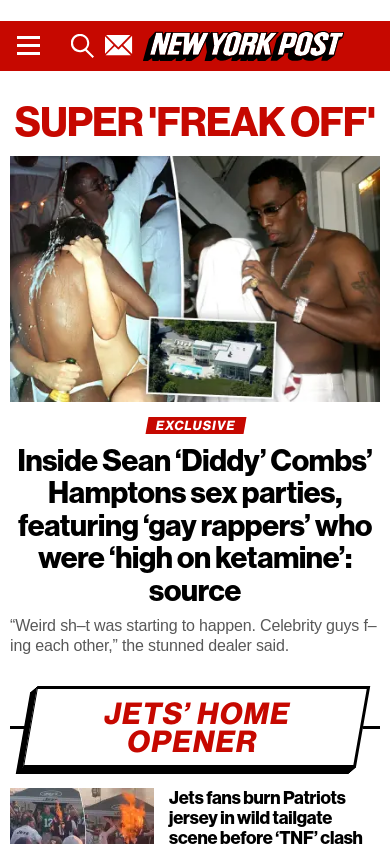 NEW YORK POST
SUPER 'FREAK OFF'
EXCLUSIVE
Inside Sean ‘Diddy’ Combs’
Hamptons sex parties,
featuring ‘gay rappers’ who
were ‘high on ketamine’:
source
“Weird sh–t was starting to happen. Celebrity guys f–
ing each other,” the stunned dealer said.
JETS’ HOME
OPENER
Jets fans burn Patriots
jersey in wild tailgate
scene before ‘TNF’ clash